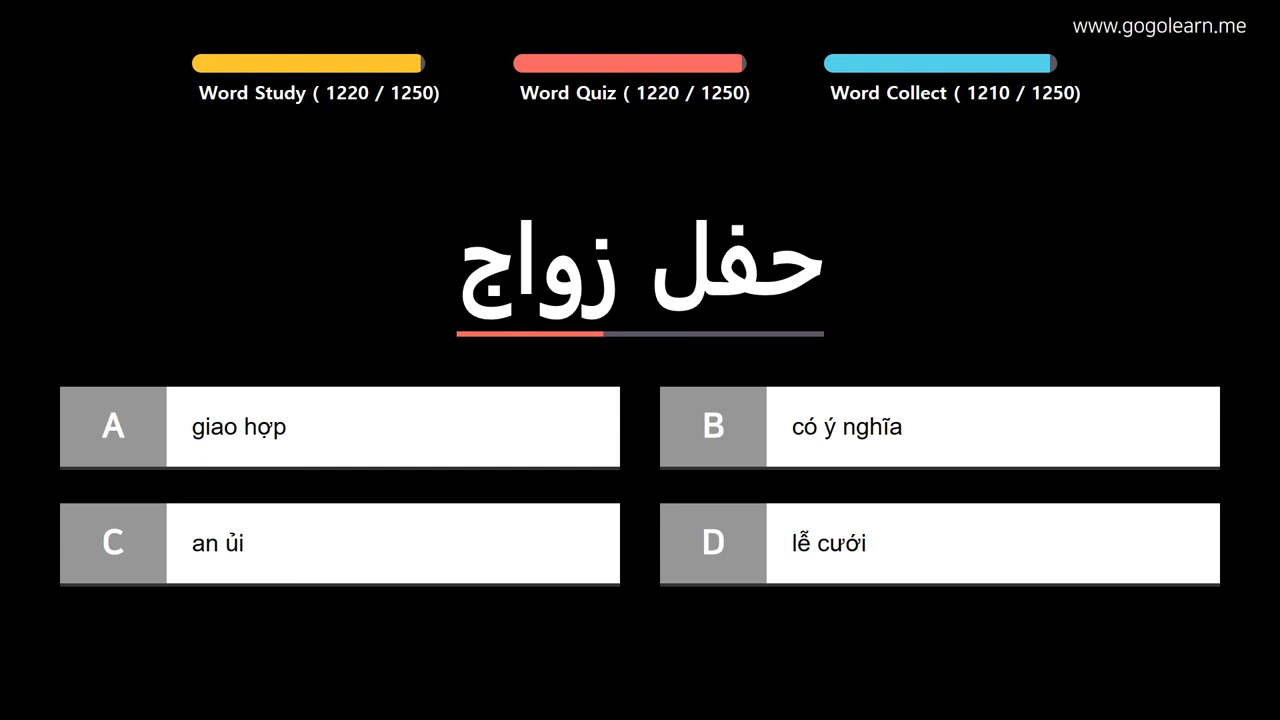 www.gogolearn.me
Word Study ( 1220 / 1250)
Word Quiz ( 1220 / 1250)
Word Collect ( 1210 / 1250)
حفل زواج
A giao hợp
B có ý nghĩa
C an ủi
D lễ cưới